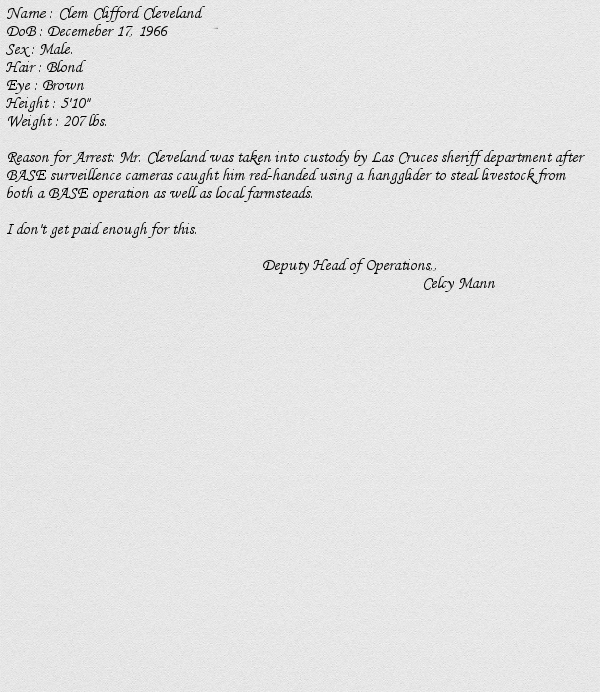 Name : Clem Clifford Cleveland
DoB : Decemeber 17, 1966
Sex : Male.
Hair : Blond
Eye : Brown
Height : 5'10"
Weight : 207 lbs.
Reason for Arrest: Mr. Cleveland was taken into custody by Las Cruces sheriff department after
BASE surveillence cameras caught him red-handed using a hangglider to steal livestock from
both a BASE operation as well as local farmsteads.
I don't get paid enough for this.
Deputy Head of Operations,,
Celcy Mann